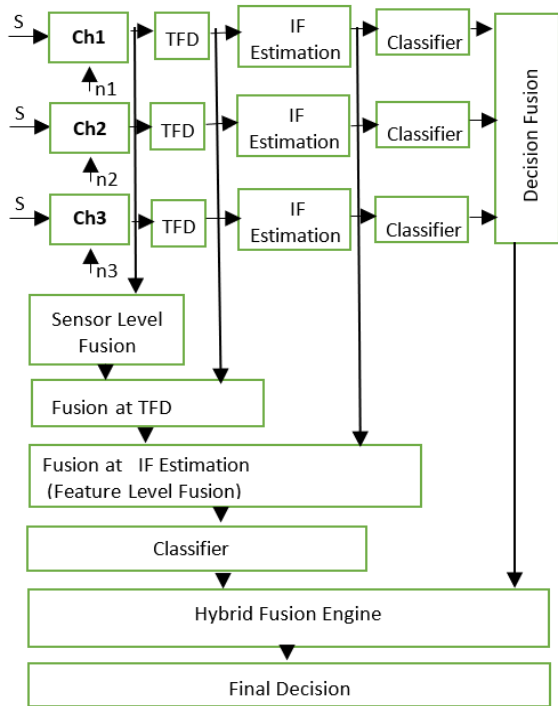 S
Ch1
TFD
IF
Estimation
Classifier
Decision Fusion
n1
S
Ch2
TFD
IF
Estimation
Classifier
n2
S
Ch3
TFD
IF
Estimation
Classifier
n3
Sensor Level
Fusion
Fusion at TFD
Fusion at IF Estimation
(Feature Level Fusion)
Classifier
Hybrid Fusion Engine
Final Decision